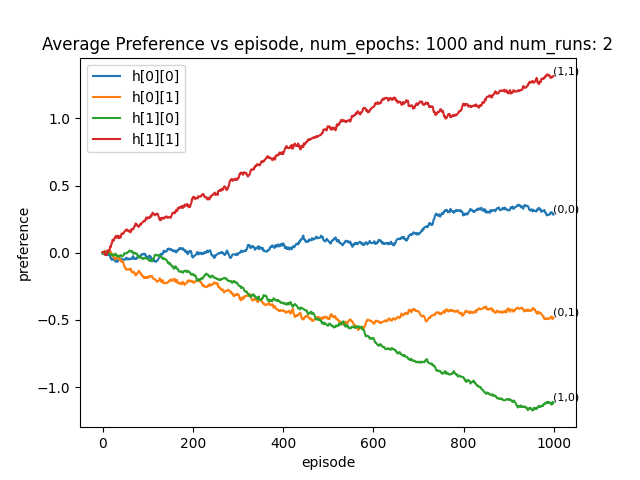 Average Preference vs episode, num_epochs: 1000 and num_runs: 2
h[0][0]
h[0][1]
h[1][0]
h[1][1]
(1,1)
(0,0)
(0,1)
(1,0)
preference
1.0
0.5
0.0
−0.5
−1.0
0 200 400 600 800 1000
episode